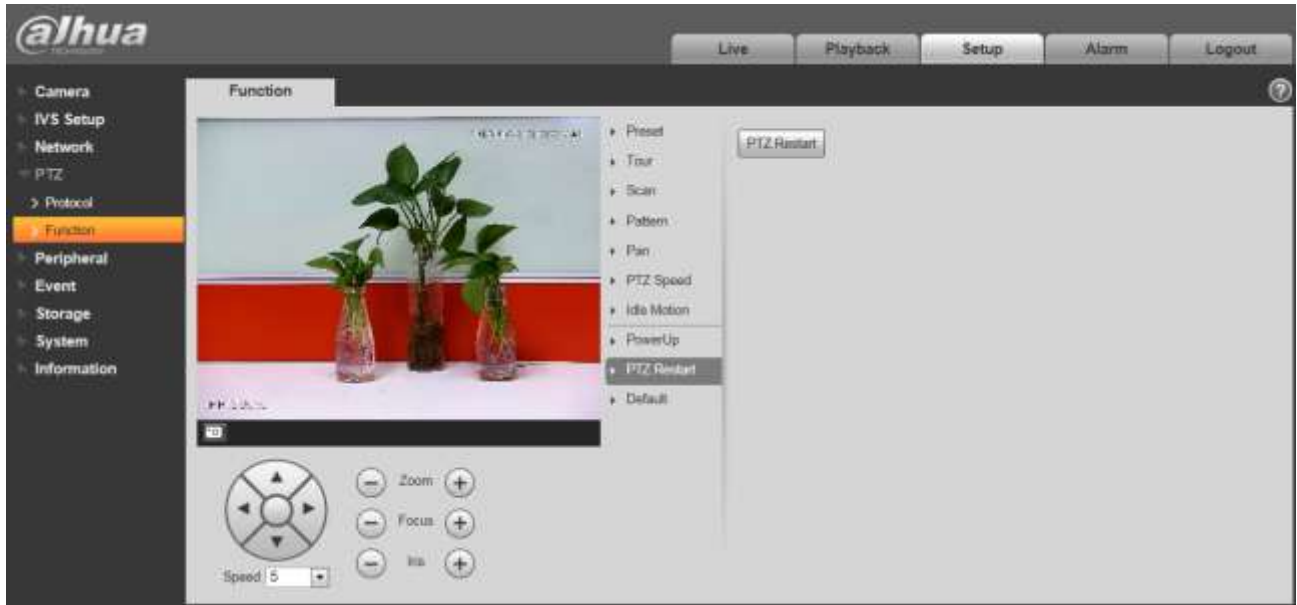 alhua
TECHNOLOGY
Live
Playback
Setup
Alarm
Logout
Camera
IVS Setup
Network
PTZ
Protocol
Function
Peripheral
Event
Storage
System
Information
Function
Preset
Tour
Scan
Pattern
Pan
PTZ Speed
Idle Motion
PowerUp
PTZ Restart
Default
PTZ Restart
Zoom
Focus
Iris
Speed 5